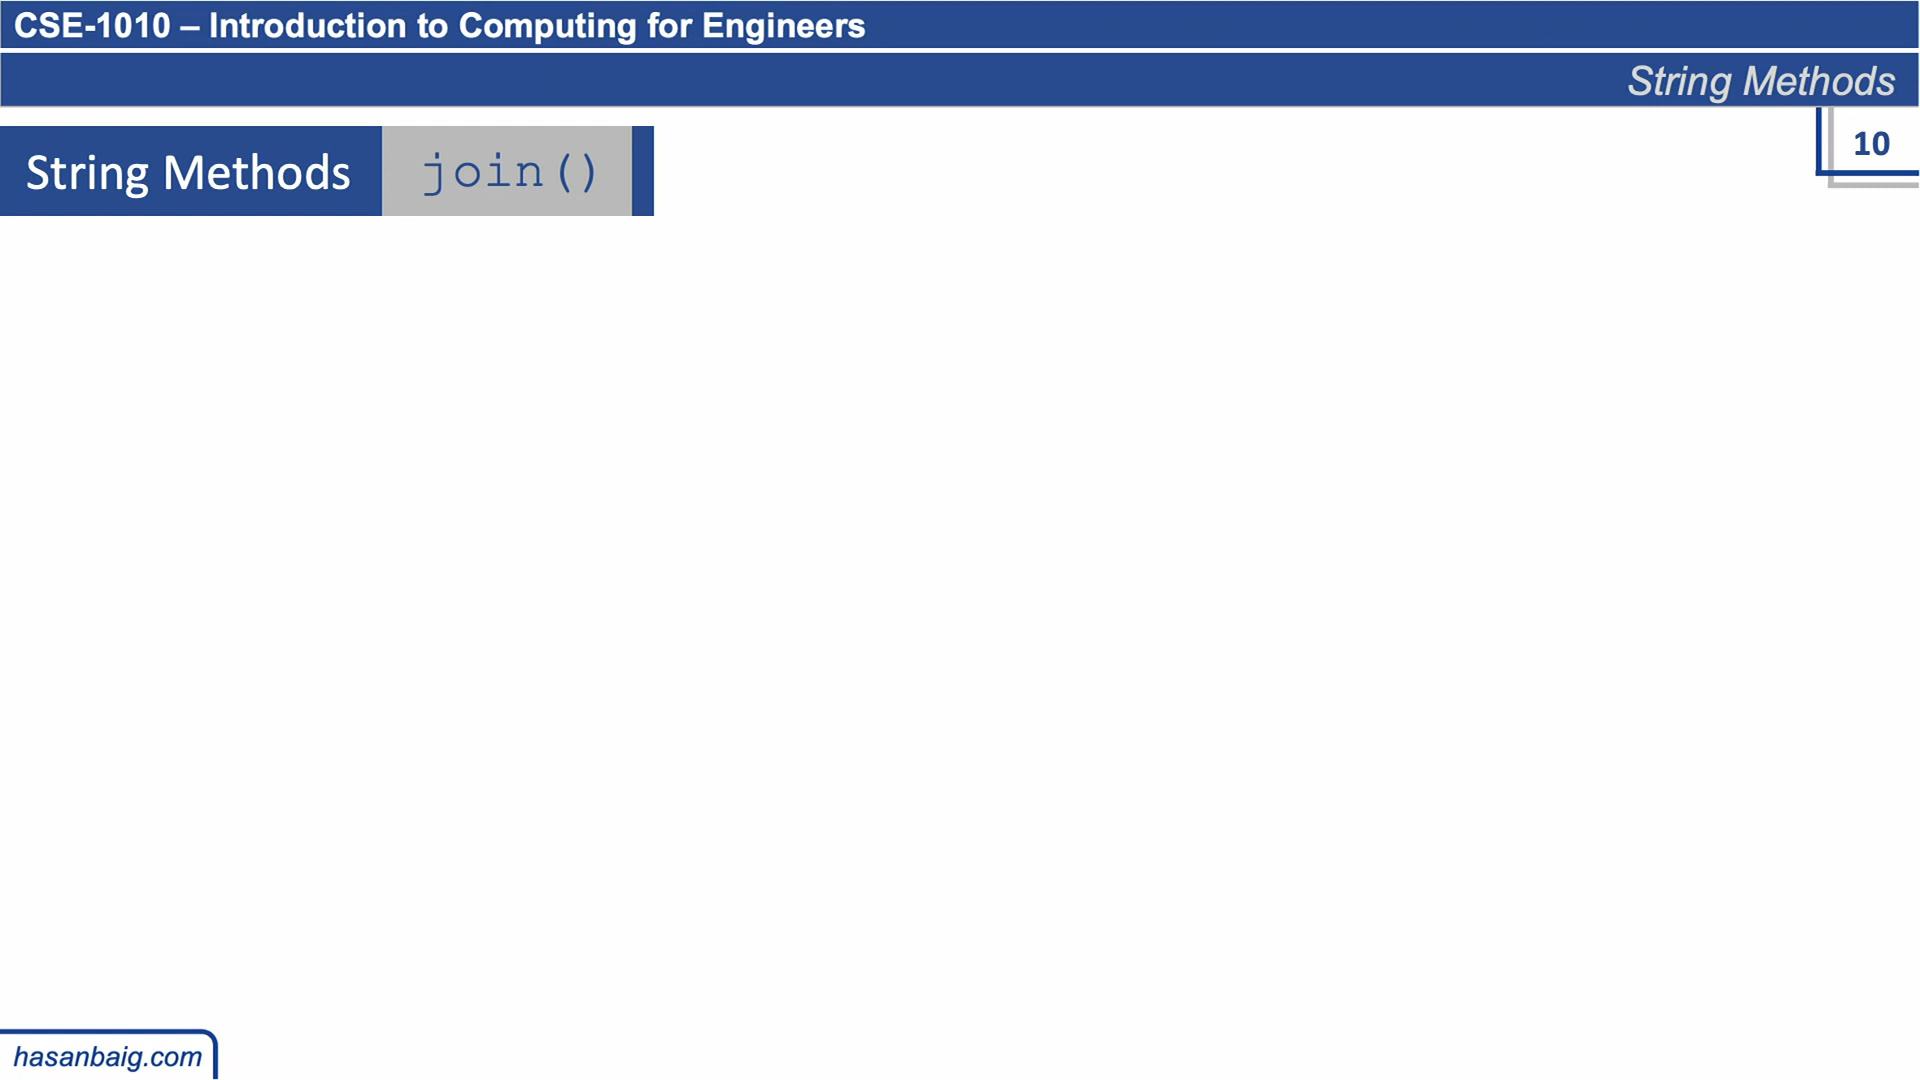 CSE-1010 – Introduction to Computing for Engineers
String Methods
String Methods join()
10
hasanbaig.com